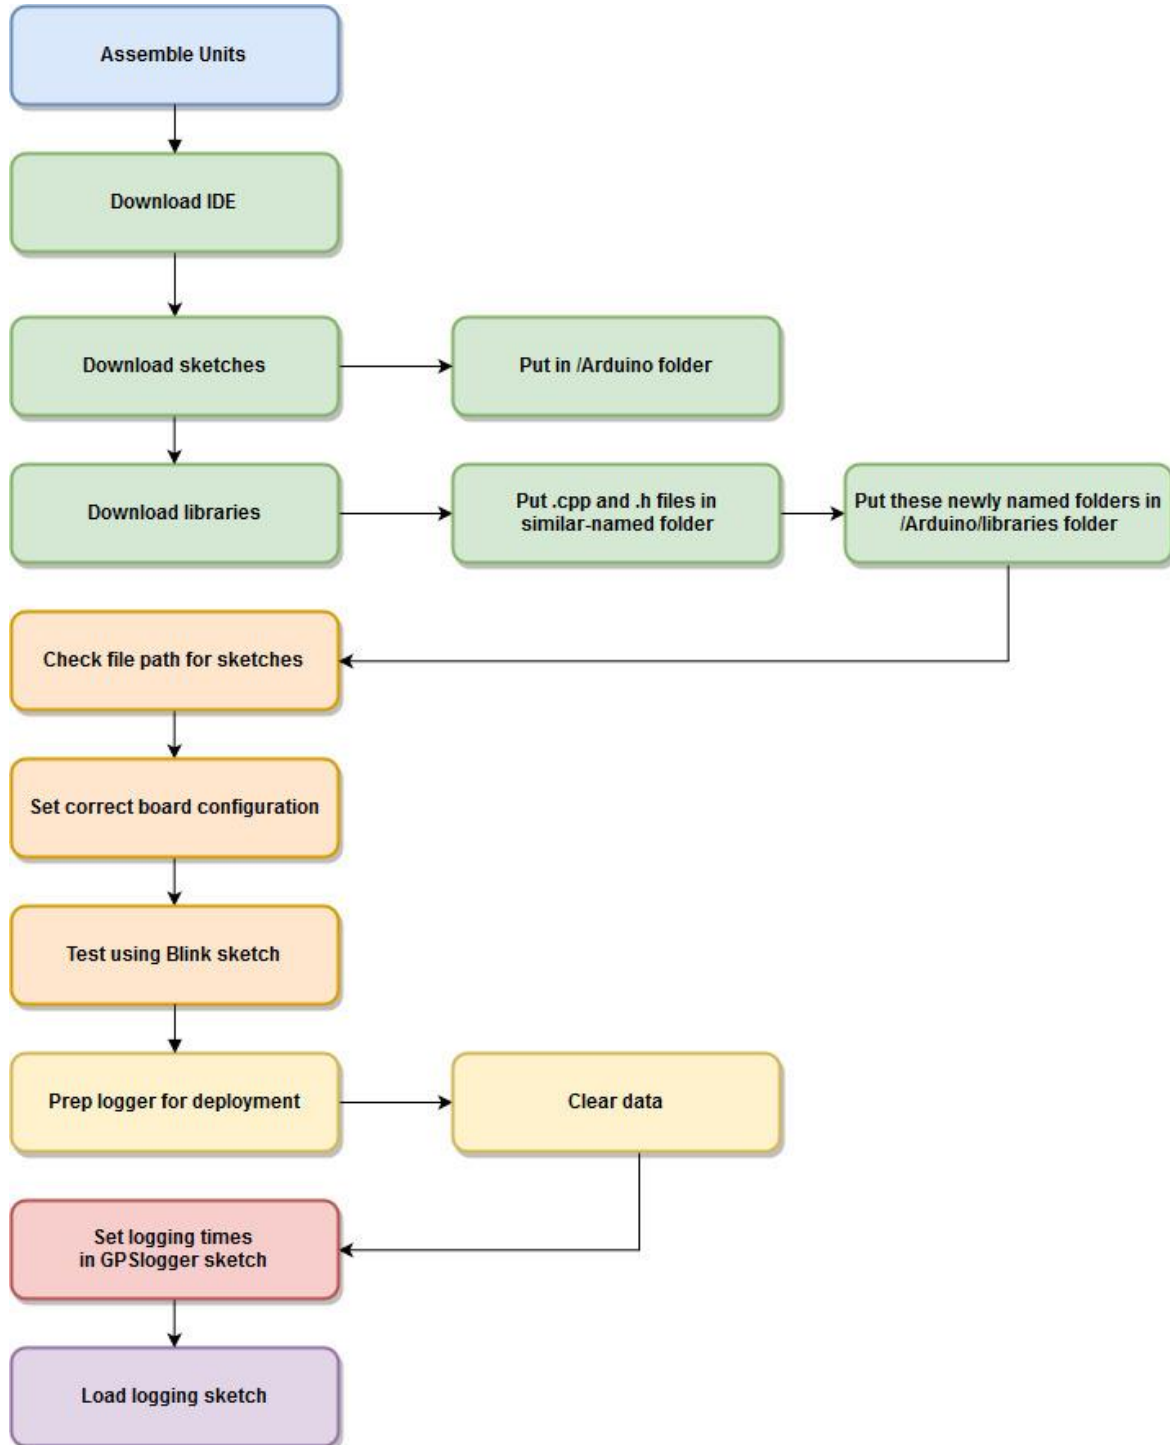 Assemble Units
Download IDE
Download sketches
Put in /Arduino folder
Download libraries
Put .cpp and .h files in
similar-named folder
Put these newly named folders in
/Arduino/libraries folder
Check file path for sketches
Set correct board configuration
Test using Blink sketch
Prep logger for deployment
Clear data
Set logging times
in GPSlogger sketch
Load logging sketch